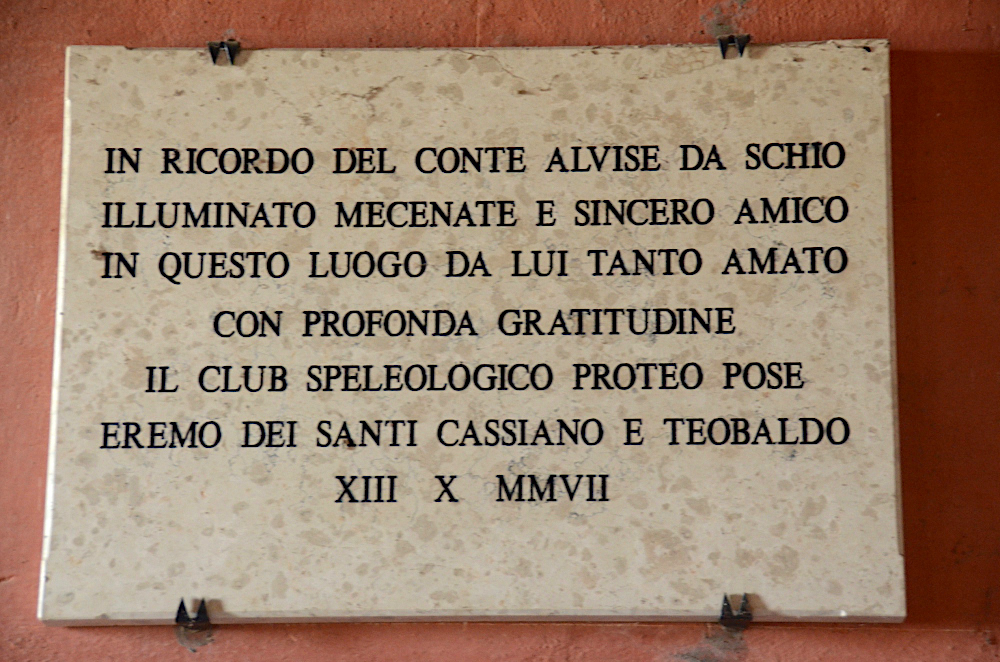 IN RICORDO DEL CONTE ALVISE DA SCHIO
ILLUMINATO MECENATE E SINCERO AMICO
IN QUESTO LUOGO DA LUI TANTO AMATO
CON PROFONDA GRATITUDINE
IL CLUB SPELEOLOGICO PROTEO POSE
EREMO DEI SANTI CASSIANO E TEOBALDO
XIII X MMVII